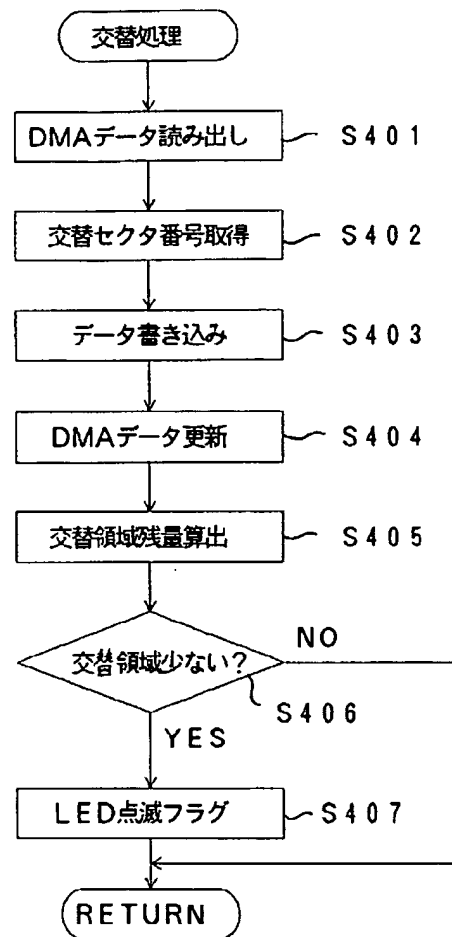 交替処理
DMAデータ読み出し
S401
交替セクタ番号取得
S402
データ書き込み
S403
DMAデータ更新
S404
交替領域残量算出
S405
交替領域少ない?
NO
S406
YES
LED点滅フラグ
S407
RETURN